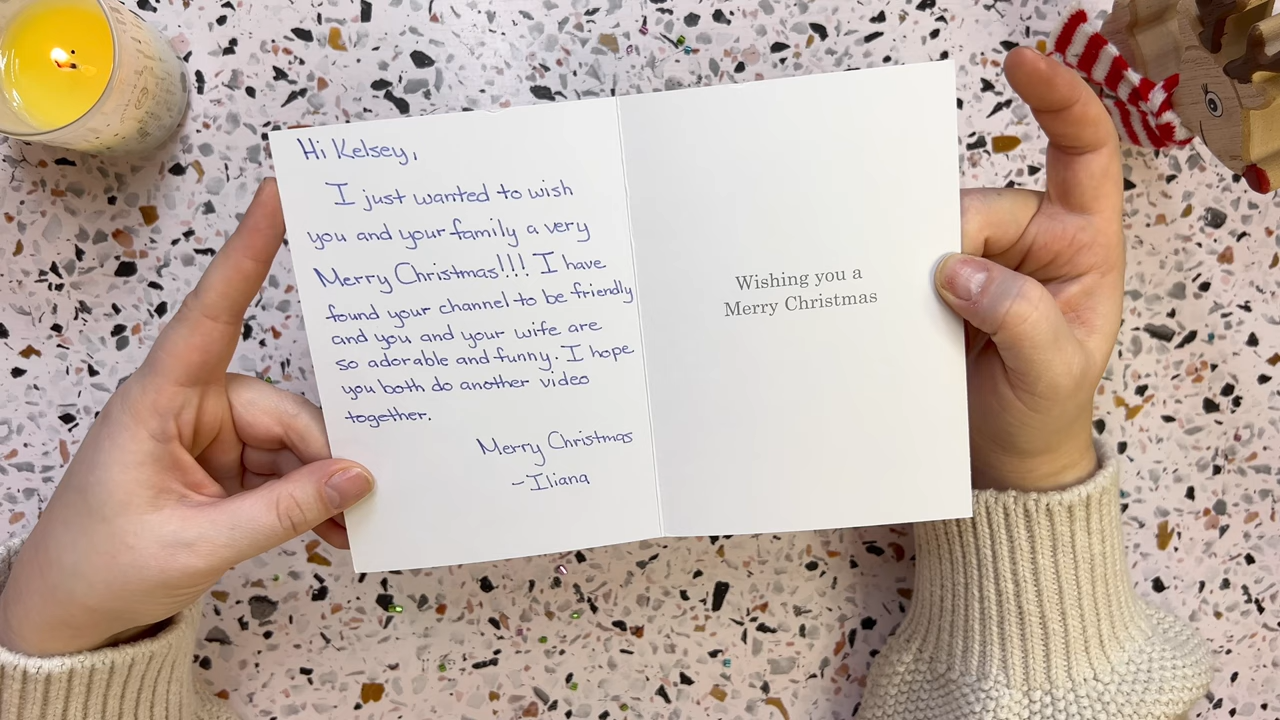 Hi Kelsey,
I just wanted to wish
you and your family a very
Merry Christmas!!! I have
found your channel to be friendly
and you and your wife are
so adorable and funny. I hope
you both do another video
together.
Merry Christmas
-Iliana
Wishing you a
Merry Christmas